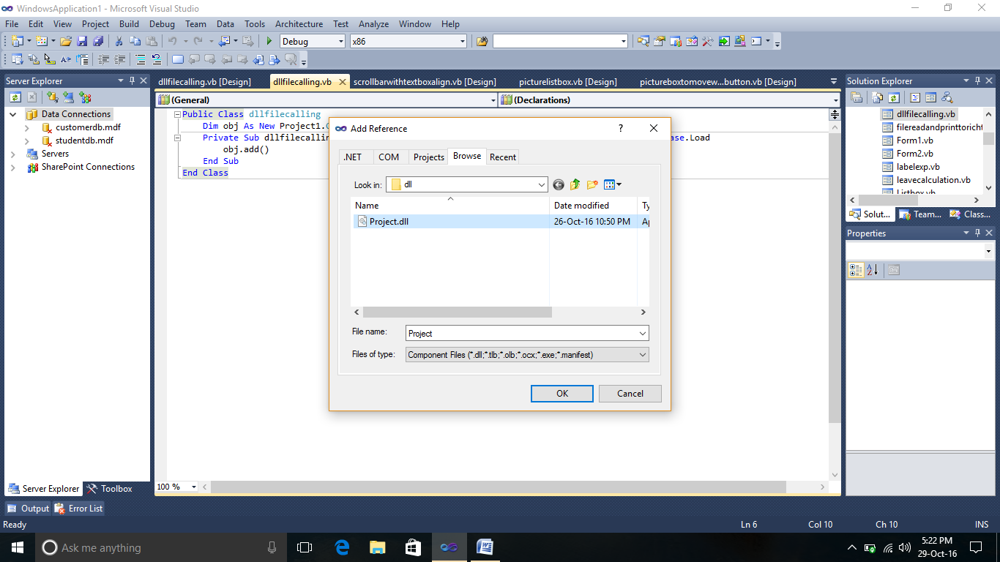 WindowsApplication1 - Microsoft Visual Studio
File Edit View Project Build Debug Team Data Tools Architecture Test Analyze Window Help
Debug x86
Server Explorer
dllfilecalling.vb [Design] dllfilecalling.vb scrollbarwithtextboxalign.vb [Design] picturelistbox.vb [Design] pictureboxtomovew...button.vb [Design]
Solution Explorer
(General) (Declarations)
Data Connections
customerdb.mdf
studentdb.mdf
Servers
SharePoint Connections
Public Class dllfilecalling
Dim obj As New Project1.
Private Sub dllfilecallin ase.Load
obj.add()
End Sub
End Class
Add Reference ?
.NET COM Projects Browse Recent
Look in: dll
Name Date modified Ty
Project.dll 26-Oct-16 10:50 PM Ap
File name: Project
Files of type: Component Files (*.dll;*.tlb;*.olb;*.ocx;*.exe;*.manifest)
OK Cancel
dllfilecalling.vb
filereadandprinttoricht
Form1.vb
Form2.vb
labelexp.vb
leavecalculation.vb
Listbox.vb
Solut... Team... Class...
Properties
100 %
Server Explorer Toolbox
Output Error List
Ready Ln 6 Col 10 Ch 10 INS
Ask me anything
5:22 PM
29-Oct-16